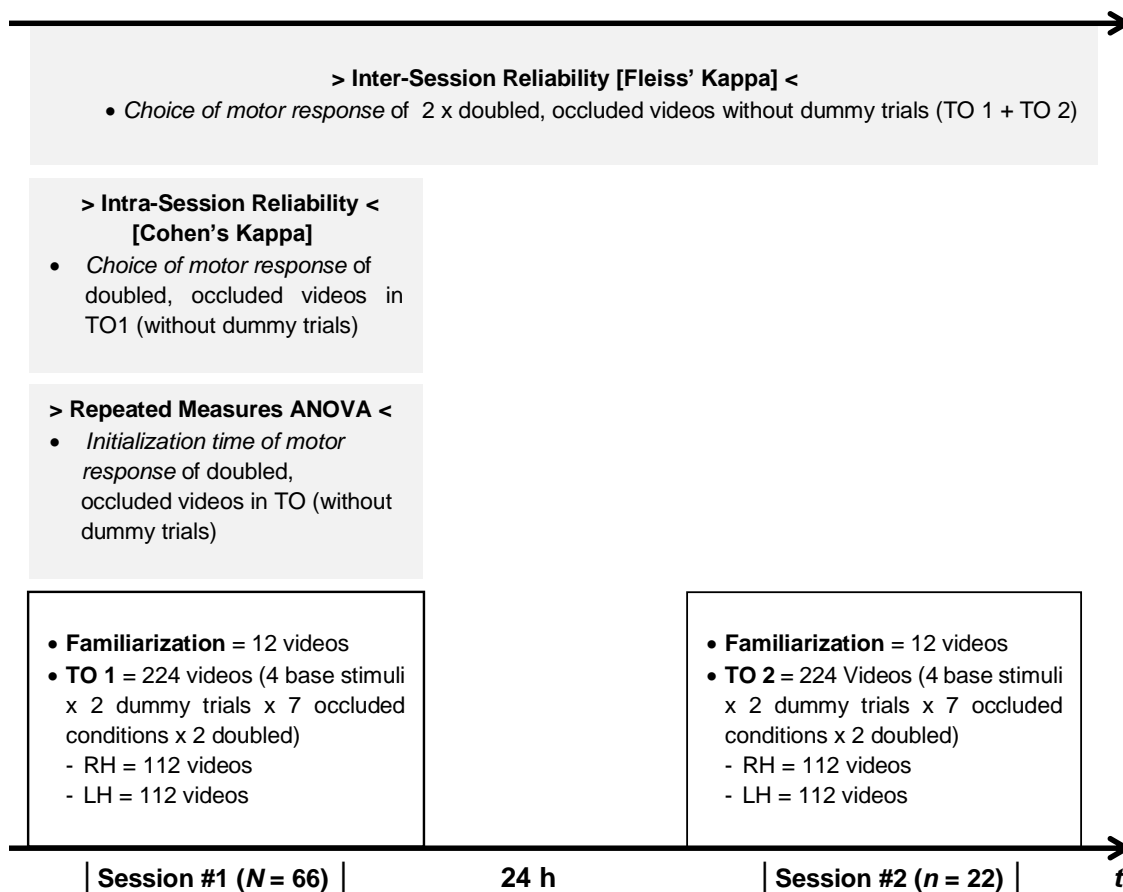 > Inter-Session Reliability [Fleiss’ Kappa] <
• Choice of motor response of 2 x doubled, occluded videos without dummy trials (TO 1 + TO 2)
> Intra-Session Reliability <
[Cohen’s Kappa]
• Choice of motor response of
doubled, occluded videos in
TO1 (without dummy trials)
> Repeated Measures ANOVA <
• Initialization time of motor
response of doubled,
occluded videos in TO (without
dummy trials)
• Familiarization = 12 videos
• TO 1 = 224 videos (4 base stimuli
x 2 dummy trials x 7 occluded
conditions x 2 doubled)
- RH = 112 videos
- LH = 112 videos
• Familiarization = 12 videos
• TO 2 = 224 Videos (4 base stimuli
x 2 dummy trials x 7 occluded
conditions x 2 doubled)
- RH = 112 videos
- LH = 112 videos
Session #1 (N = 66) 24 h Session #2 (n = 22) t